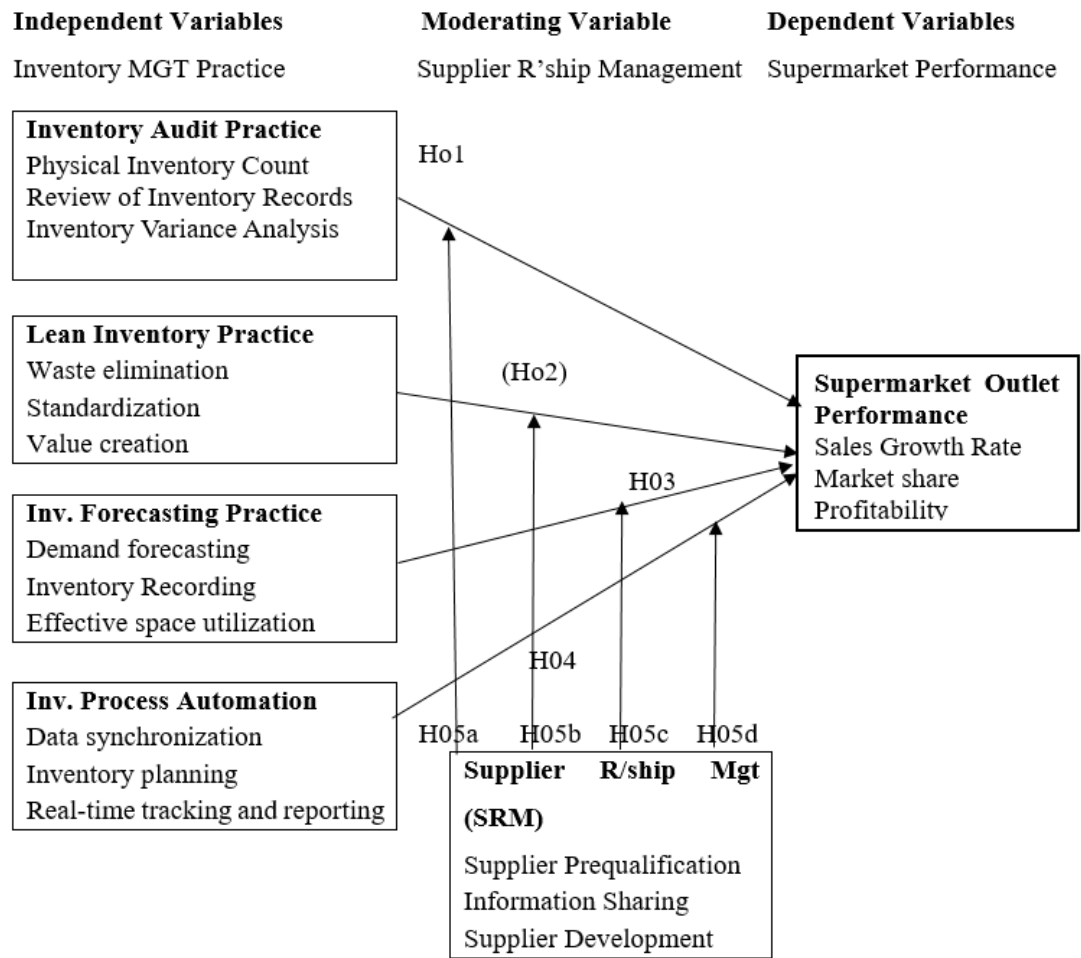 Independent Variables
Moderating Variable
Dependent Variables
Inventory MGT Practice
Supplier R’ship Management
Supermarket Performance
Inventory Audit Practice
Physical Inventory Count
Review of Inventory Records
Inventory Variance Analysis
Ho1
Lean Inventory Practice
Waste elimination
Standardization
Value creation
(Ho2)
Supermarket Outlet
Performance
Sales Growth Rate
Market share
Profitability
H03
Inv. Forecasting Practice
Demand forecasting
Inventory Recording
Effective space utilization
H04
Inv. Process Automation
Data synchronization
Inventory planning
Real-time tracking and reporting
H05a
H05b
H05c
H05d
Supplier R/ship Mgt
(SRM)
Supplier Prequalification
Information Sharing
Supplier Development